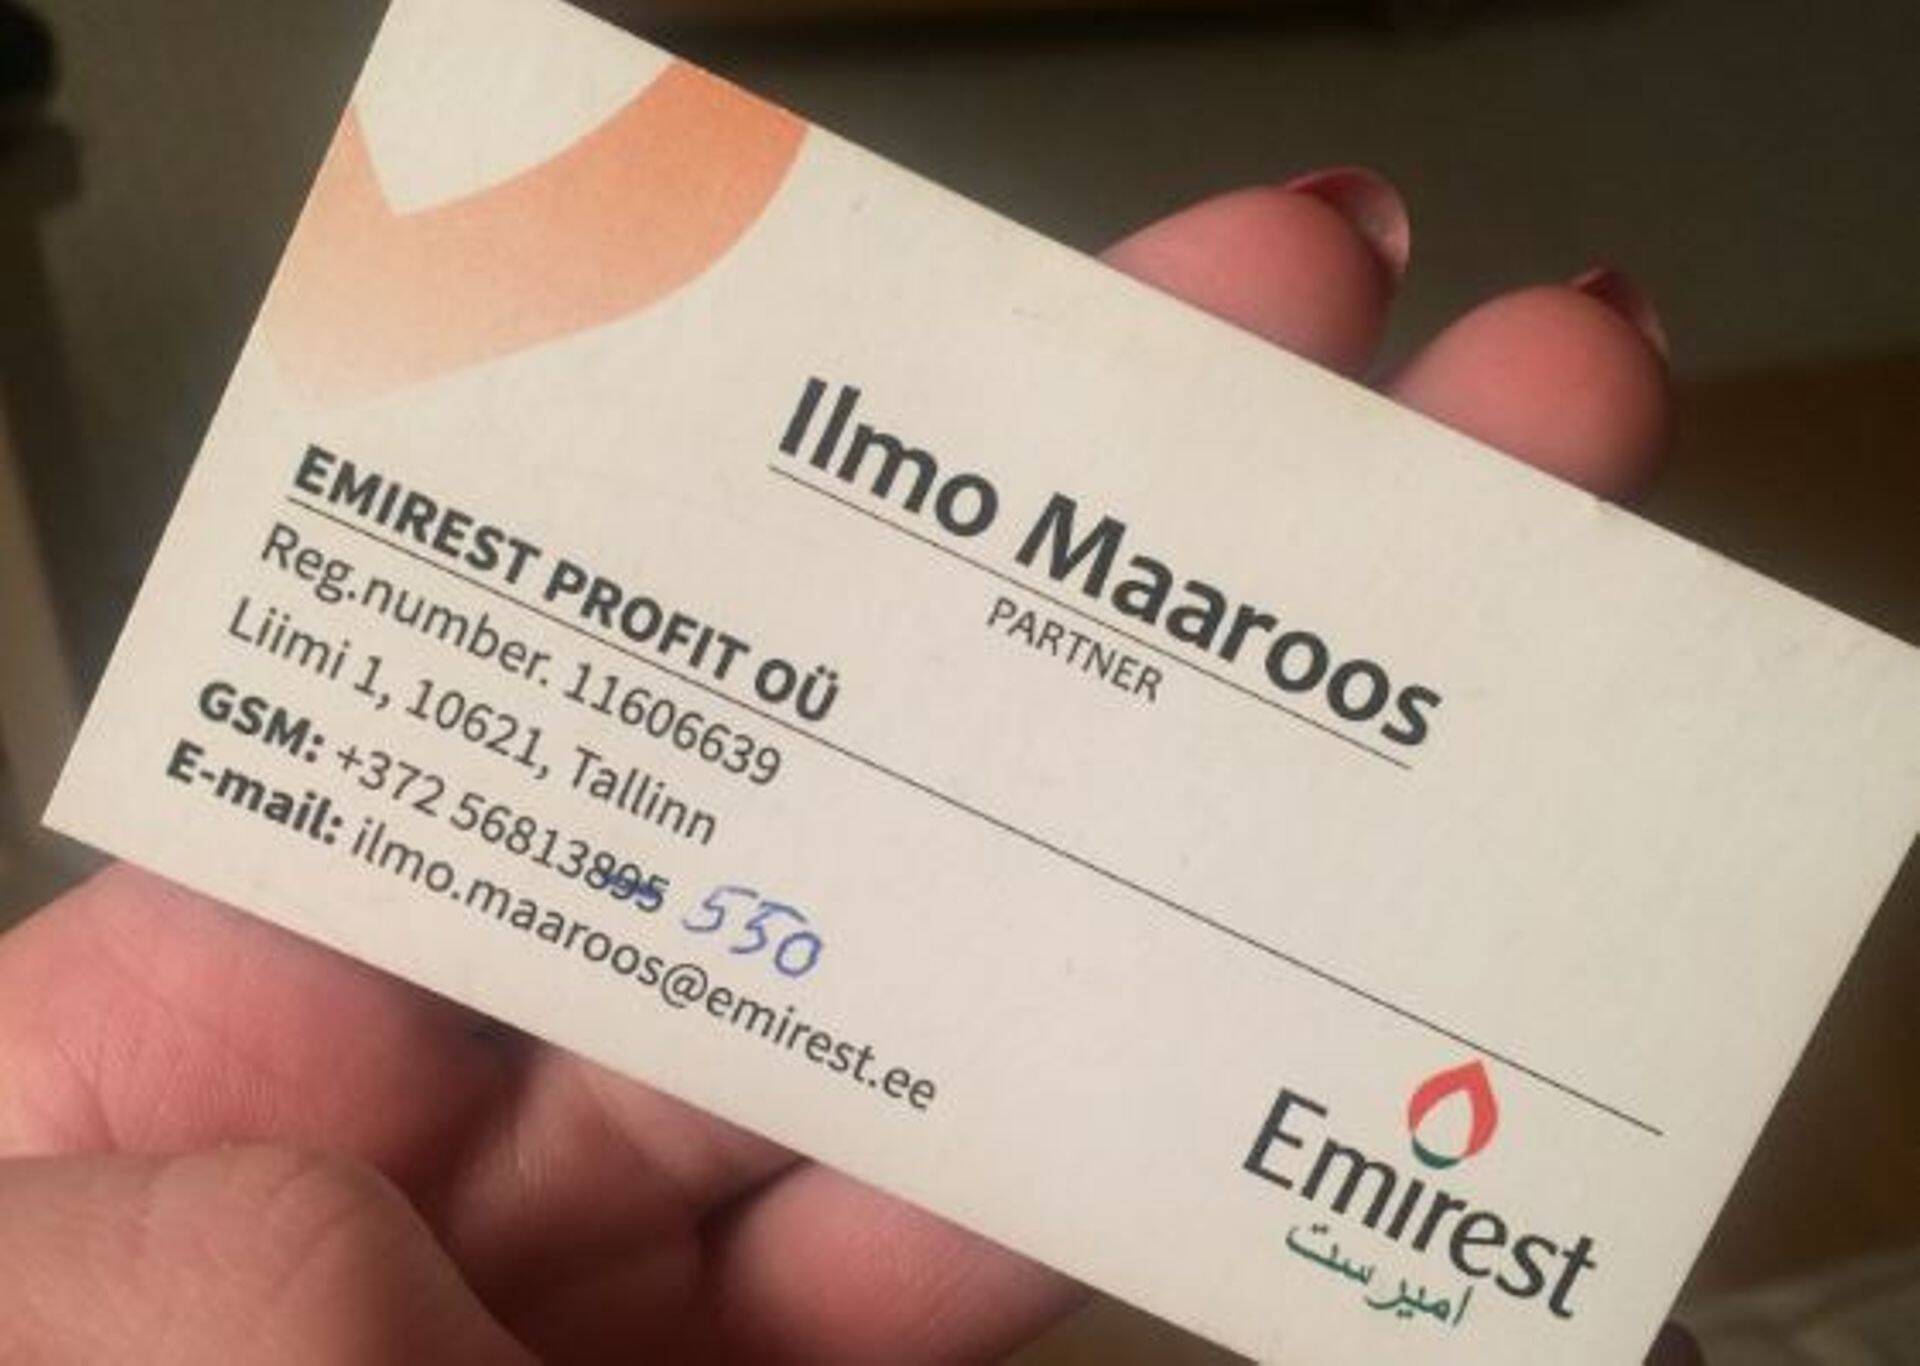 Ilmo Maaroos
PARTNER
EMIREST PROFIT OÜ
Reg.number. 11606639
Liimi 1, 10621, Tallinn
GSM: +372 56813895 550
E-mail: ilmo.maaroos@emirest.ee
Emirest
اميرست